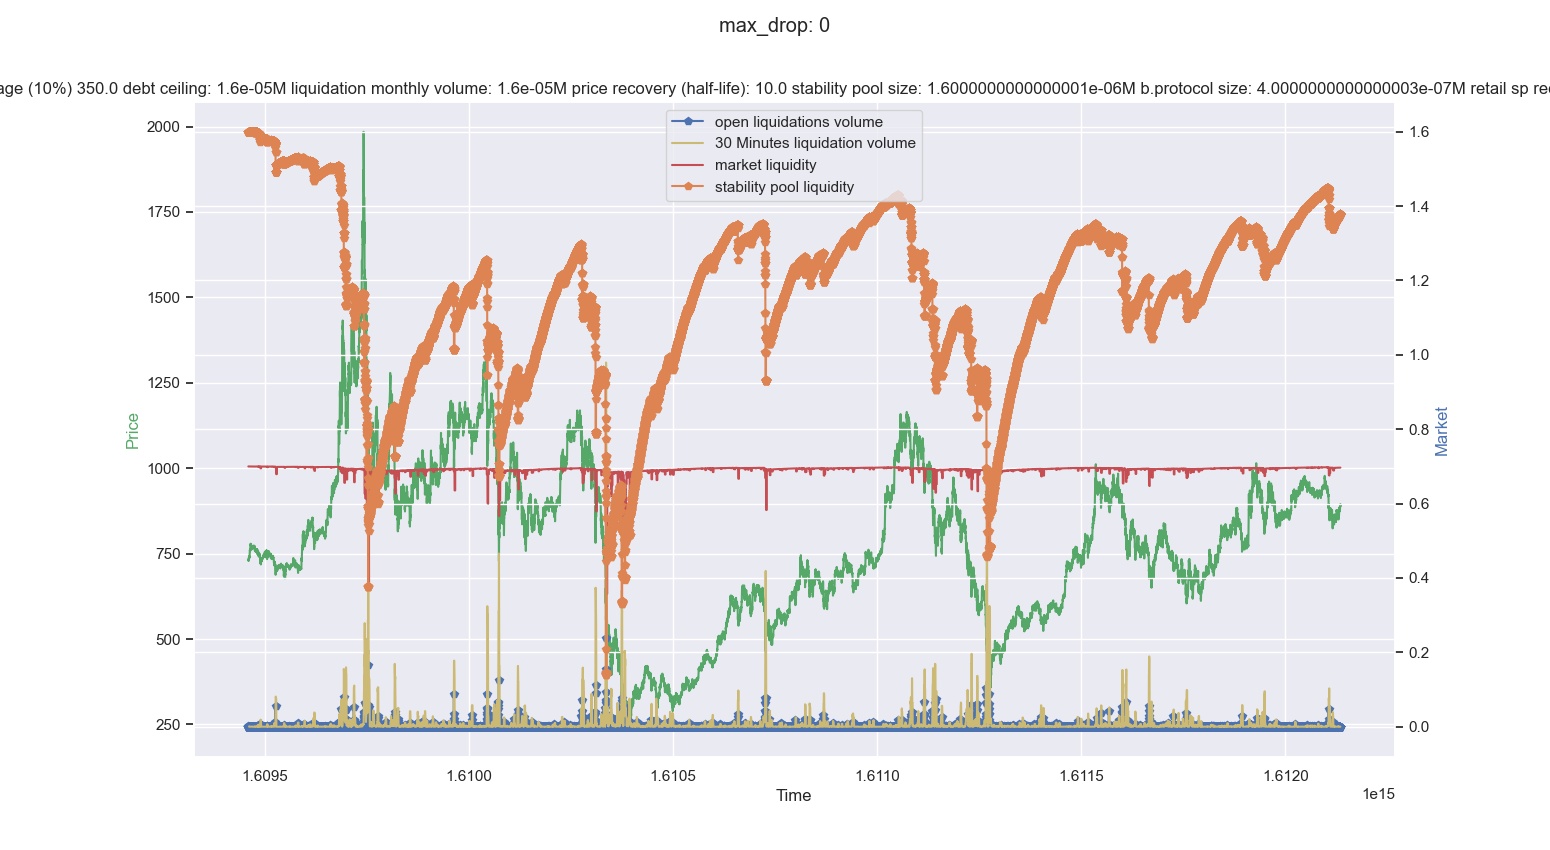 max_drop: 0
age (10%) 350.0 debt ceiling: 1.6e-05M liquidation monthly volume: 1.6e-05M price recovery (half-life): 10.0 stability pool size: 1.6000000000000001e-06M b.protocol size: 4.0000000000000003e-07M retail sp re
open liquidations volume
30 Minutes liquidation volume
market liquidity
stability pool liquidity
2000
1750
1500
1250
1000
750
500
250
Price
1.6
1.4
1.2
1.0
0.8
0.6
0.4
0.2
0.0
Market
1.6095 1.6100 1.6105 1.6110 1.6115 1.6120
Time
1e15